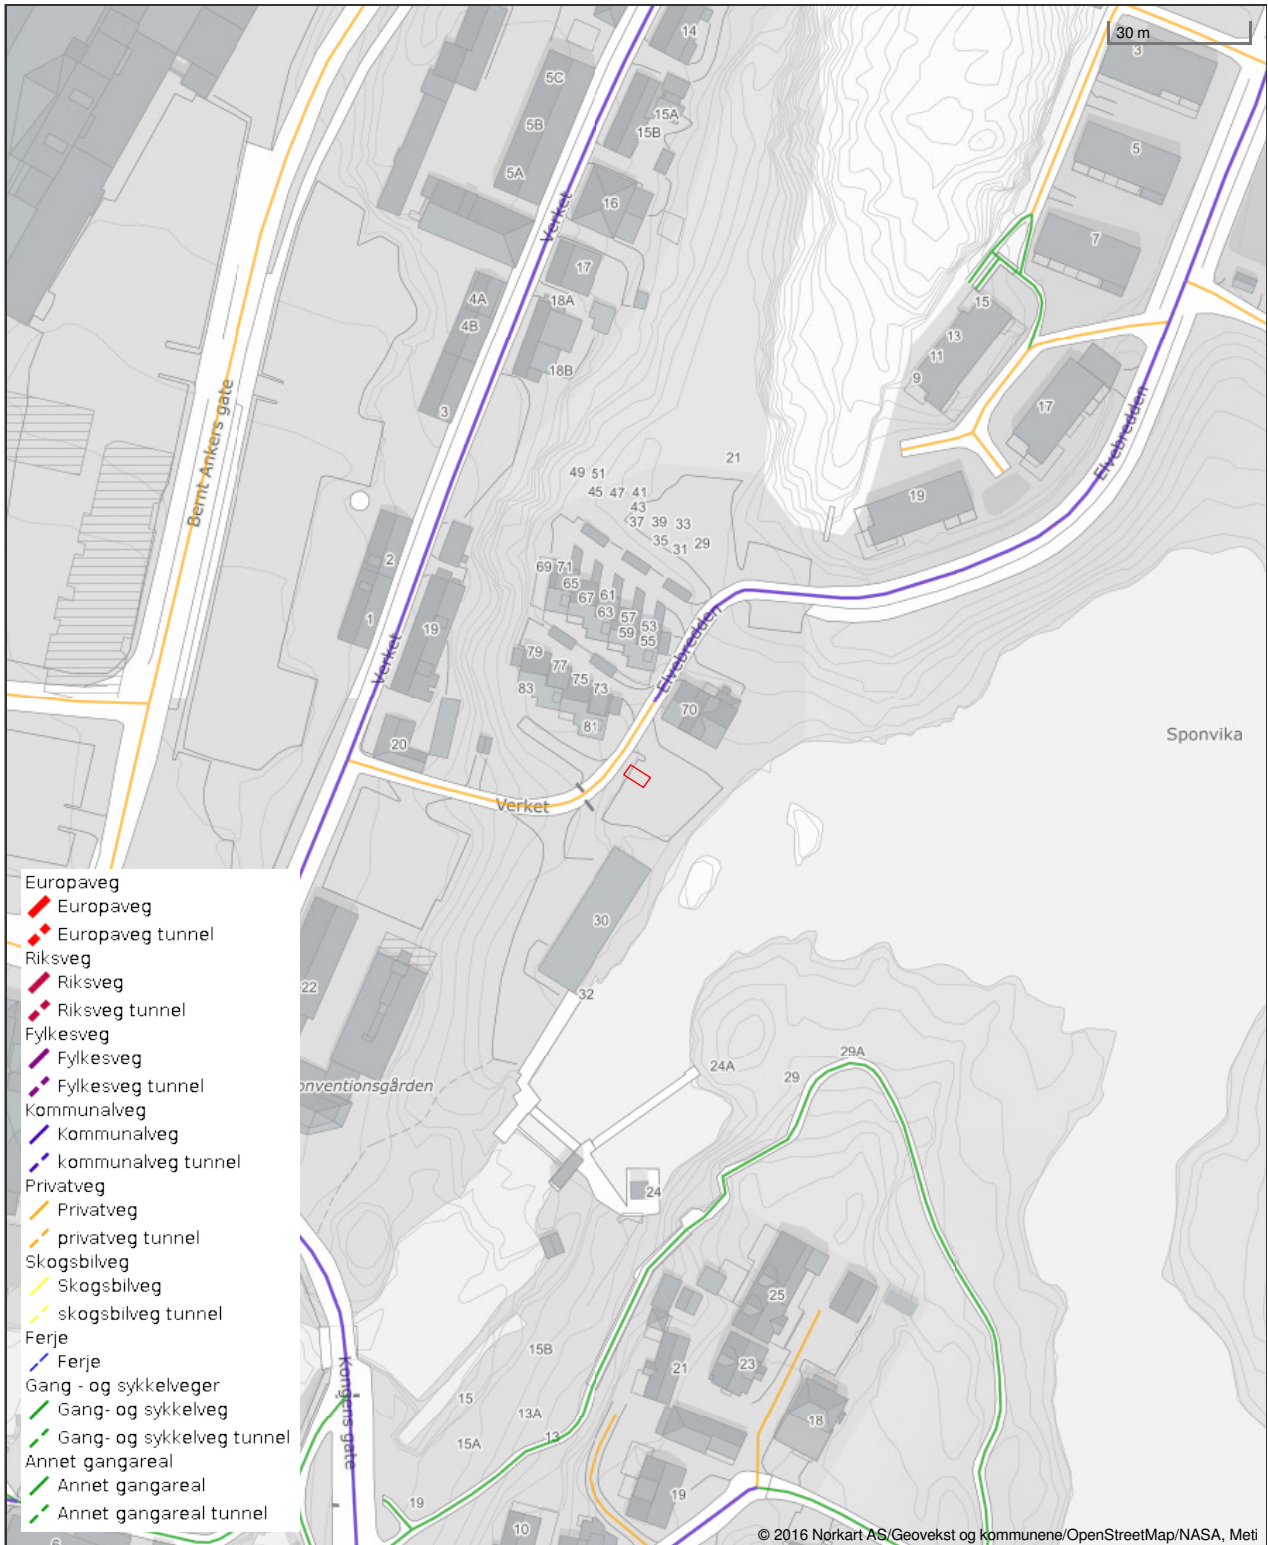 30 m
14
3
5C
15A
5B
15B
5
5A
16
Verket
7
17
4A
18A
15
4B
13
11
18B
9
3
17
Bernt Ankers gate
Elvebredden
21
49 51
45 47 41
43
19
37 39 33
35
31 29
2
69 71
65
67 61
63 57
53
59
55
1
19
Verket
79
77
Elvebredden
83
75
73
70
81
20
Sponvika
Verket
30
22
32
24A
29A
29
onventionsgården
24
25
15B
23
21
15
13A
18
13
15A
Kongens gate
19
19
10
6
Europaveg
Europaveg
Europaveg tunnel
Riksveg
Riksveg
Riksveg tunnel
Fylkesveg
Fylkesveg
Fylkesveg tunnel
Kommunalveg
Kommunalveg
kommunalveg tunnel
Privatveg
Privatveg
privatveg tunnel
Skogsbilveg
Skogsbilveg
skogsbilveg tunnel
Ferje
Ferje
Gang - og sykkelveger
Gang- og sykkelveg
Gang- og sykkelveg tunnel
Annet gangareal
Annet gangareal
Annet gangareal tunnel
© 2016 Norkart AS/Geovekst og kommunene/OpenStreetMap/NASA, Meti